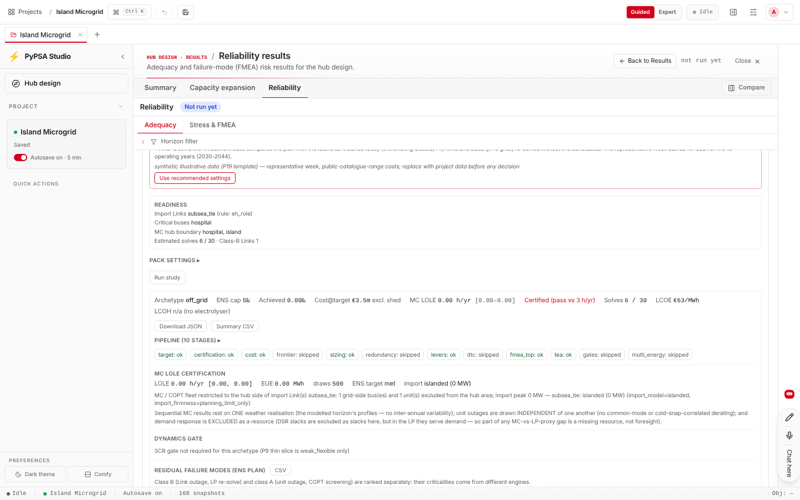 Projects / Island Microgrid Ctrl K Guided Expert Idle A
Island Microgrid
PyPSA Studio
Hub design
PROJECT
Island Microgrid
Saved
Autosave on · 5 min
QUICK ACTIONS
HUB DESIGN · RESULTS / Reliability results
Adequacy and failure-mode (FMEA) risk results for the hub design.
Back to Results not run yet Close
Summary Capacity expansion Reliability Compare
Reliability Not run yet
Adequacy Stress & FMEA
Horizon filter
operating years (2030-2044).
synthetic illustrative data (P19 template) — representative week, public-catalogue-range costs; replace with project data before any decision
Use recommended settings
READINESS
Import Links subsea_tie (rule: eh_role)
Critical buses hospital
MC hub boundary hospital, island
Estimated solves 6 / 30 · Class-B Links 1
PACK SETTINGS ▸
Run study
Archetype off_grid ENS cap 5‰ Achieved 0.00‰ Cost@target €3.5m excl. shed MC LOLE 0.00 h/yr [0.00–0.00] Certified (pass vs 3 h/yr) Solves 6 / 30 LCOE €63/MWh
LCOH n/a (no electrolyser)
Download JSON Summary CSV
PIPELINE (10 STAGES) ▸
target: ok certification: ok cost: ok frontier: skipped sizing: ok redundancy: skipped levers: ok dtc: skipped fmea_top: ok tea: ok gates: skipped multi_energy: skipped
MC LOLE CERTIFICATION
LOLE 0.00 h/yr [0.00, 0.00] EUE 0.00 MWh draws 500 ENS target met import islanded (0 MW)
MC / COPT fleet restricted to the hub side of import Link(s) subsea_tie: 1 grid-side bus(es) and 1 unit(s) excluded from the hub area; import peak 0 MW — subsea_tie: islanded (0 MW) (import_model=islanded,
import_firmness=planning_limit_only)
Sequential MC results rest on ONE weather realisation (the modelled horizon's profiles — no inter-annual variability); unit outages are drawn INDEPENDENT of one another (no common-mode or cold-snap-correlated derating); and
demand response is EXCLUDED as a resource (DSR slacks are excluded as slacks here, but in the LP they serve demand — so part of any MC-vs-LP-proxy gap is a missing resource, not foresight).
DYNAMICS GATE
SCR gate not required for this archetype (P9 thin slice is weak_flexible only)
RESIDUAL FAILURE MODES (ENS PLAN) CSV
Class B (Link outage, LP re-solve) and class A (unit outage, COPT screening) are ranked separately: their criticalities come from different engines.
Chat here
PREFERENCES
Dark theme Comfy
Idle Island Microgrid Autosave on 168 snapshots Obj: —